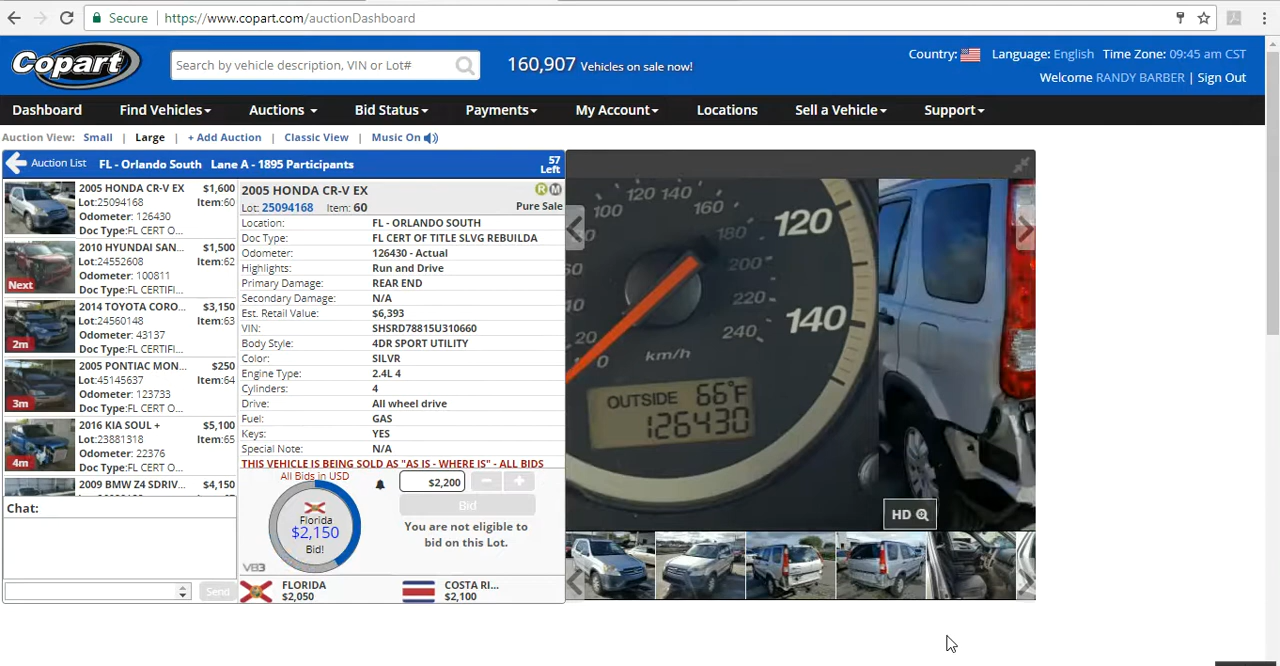 Secure https://www.copart.com/auctionDashboard
Country: Language: English Time Zone: 09:45 am CST
Copart Search by vehicle description, VIN or Lot# 160,907 Vehicles on sale now!
Welcome RANDY BARBER | Sign Out
Dashboard Find Vehicles Auctions Bid Status Payments My Account Locations Sell a Vehicle Support
Auction View: Small | Large + Add Auction | Classic View | Music On
Auction List FL - Orlando South Lane A - 1895 Participants 57 Left
2005 HONDA CR-V EX $1,600
Lot:25094168 Item:60
Odometer: 126430
Doc Type:FL CERT O...
2010 HYUNDAI SAN... $1,500
Lot:24552608 Item:62
Odometer: 100811
Next Doc Type:FL CERTIFI...
2014 TOYOTA CORO... $3,150
Lot:24560148 Item:63
Odometer: 43137
2m Doc Type:FL CERTIFI...
2005 PONTIAC MON... $250
Lot:45145637 Item:64
Odometer: 123733
3m Doc Type:FL CERT O...
2016 KIA SOUL + $5,100
Lot:23881318 Item:65
Odometer: 22376
4m Doc Type:FL CERT O...
2009 BMW Z4 SDRIV... $4,150
Chat:
Send
2005 HONDA CR-V EX R M
Lot: 25094168 Item: 60 Pure Sale
Location: FL - ORLANDO SOUTH
Doc Type: FL CERT OF TITLE SLVG REBUILDA
Odometer: 126430 - Actual
Highlights: Run and Drive
Primary Damage: REAR END
Secondary Damage: N/A
Est. Retail Value: $6,393
VIN: SHSRD78815U310660
Body Style: 4DR SPORT UTILITY
Color: SILVR
Engine Type: 2.4L 4
Cylinders: 4
Drive: All wheel drive
Fuel: GAS
Keys: YES
Special Note: N/A
THIS VEHICLE IS BEING SOLD AS "AS IS - WHERE IS" - ALL BIDS
All Bids in USD
Florida
$2,150
Bid!
VB3
$2,200
Bid
You are not eligible to
bid on this Lot.
FLORIDA
$2,050
COSTA RI...
$2,100
100 120 140 160 180 200 220 240
20
0
120
140
km/h
OUTSIDE 66°F
126430
HD